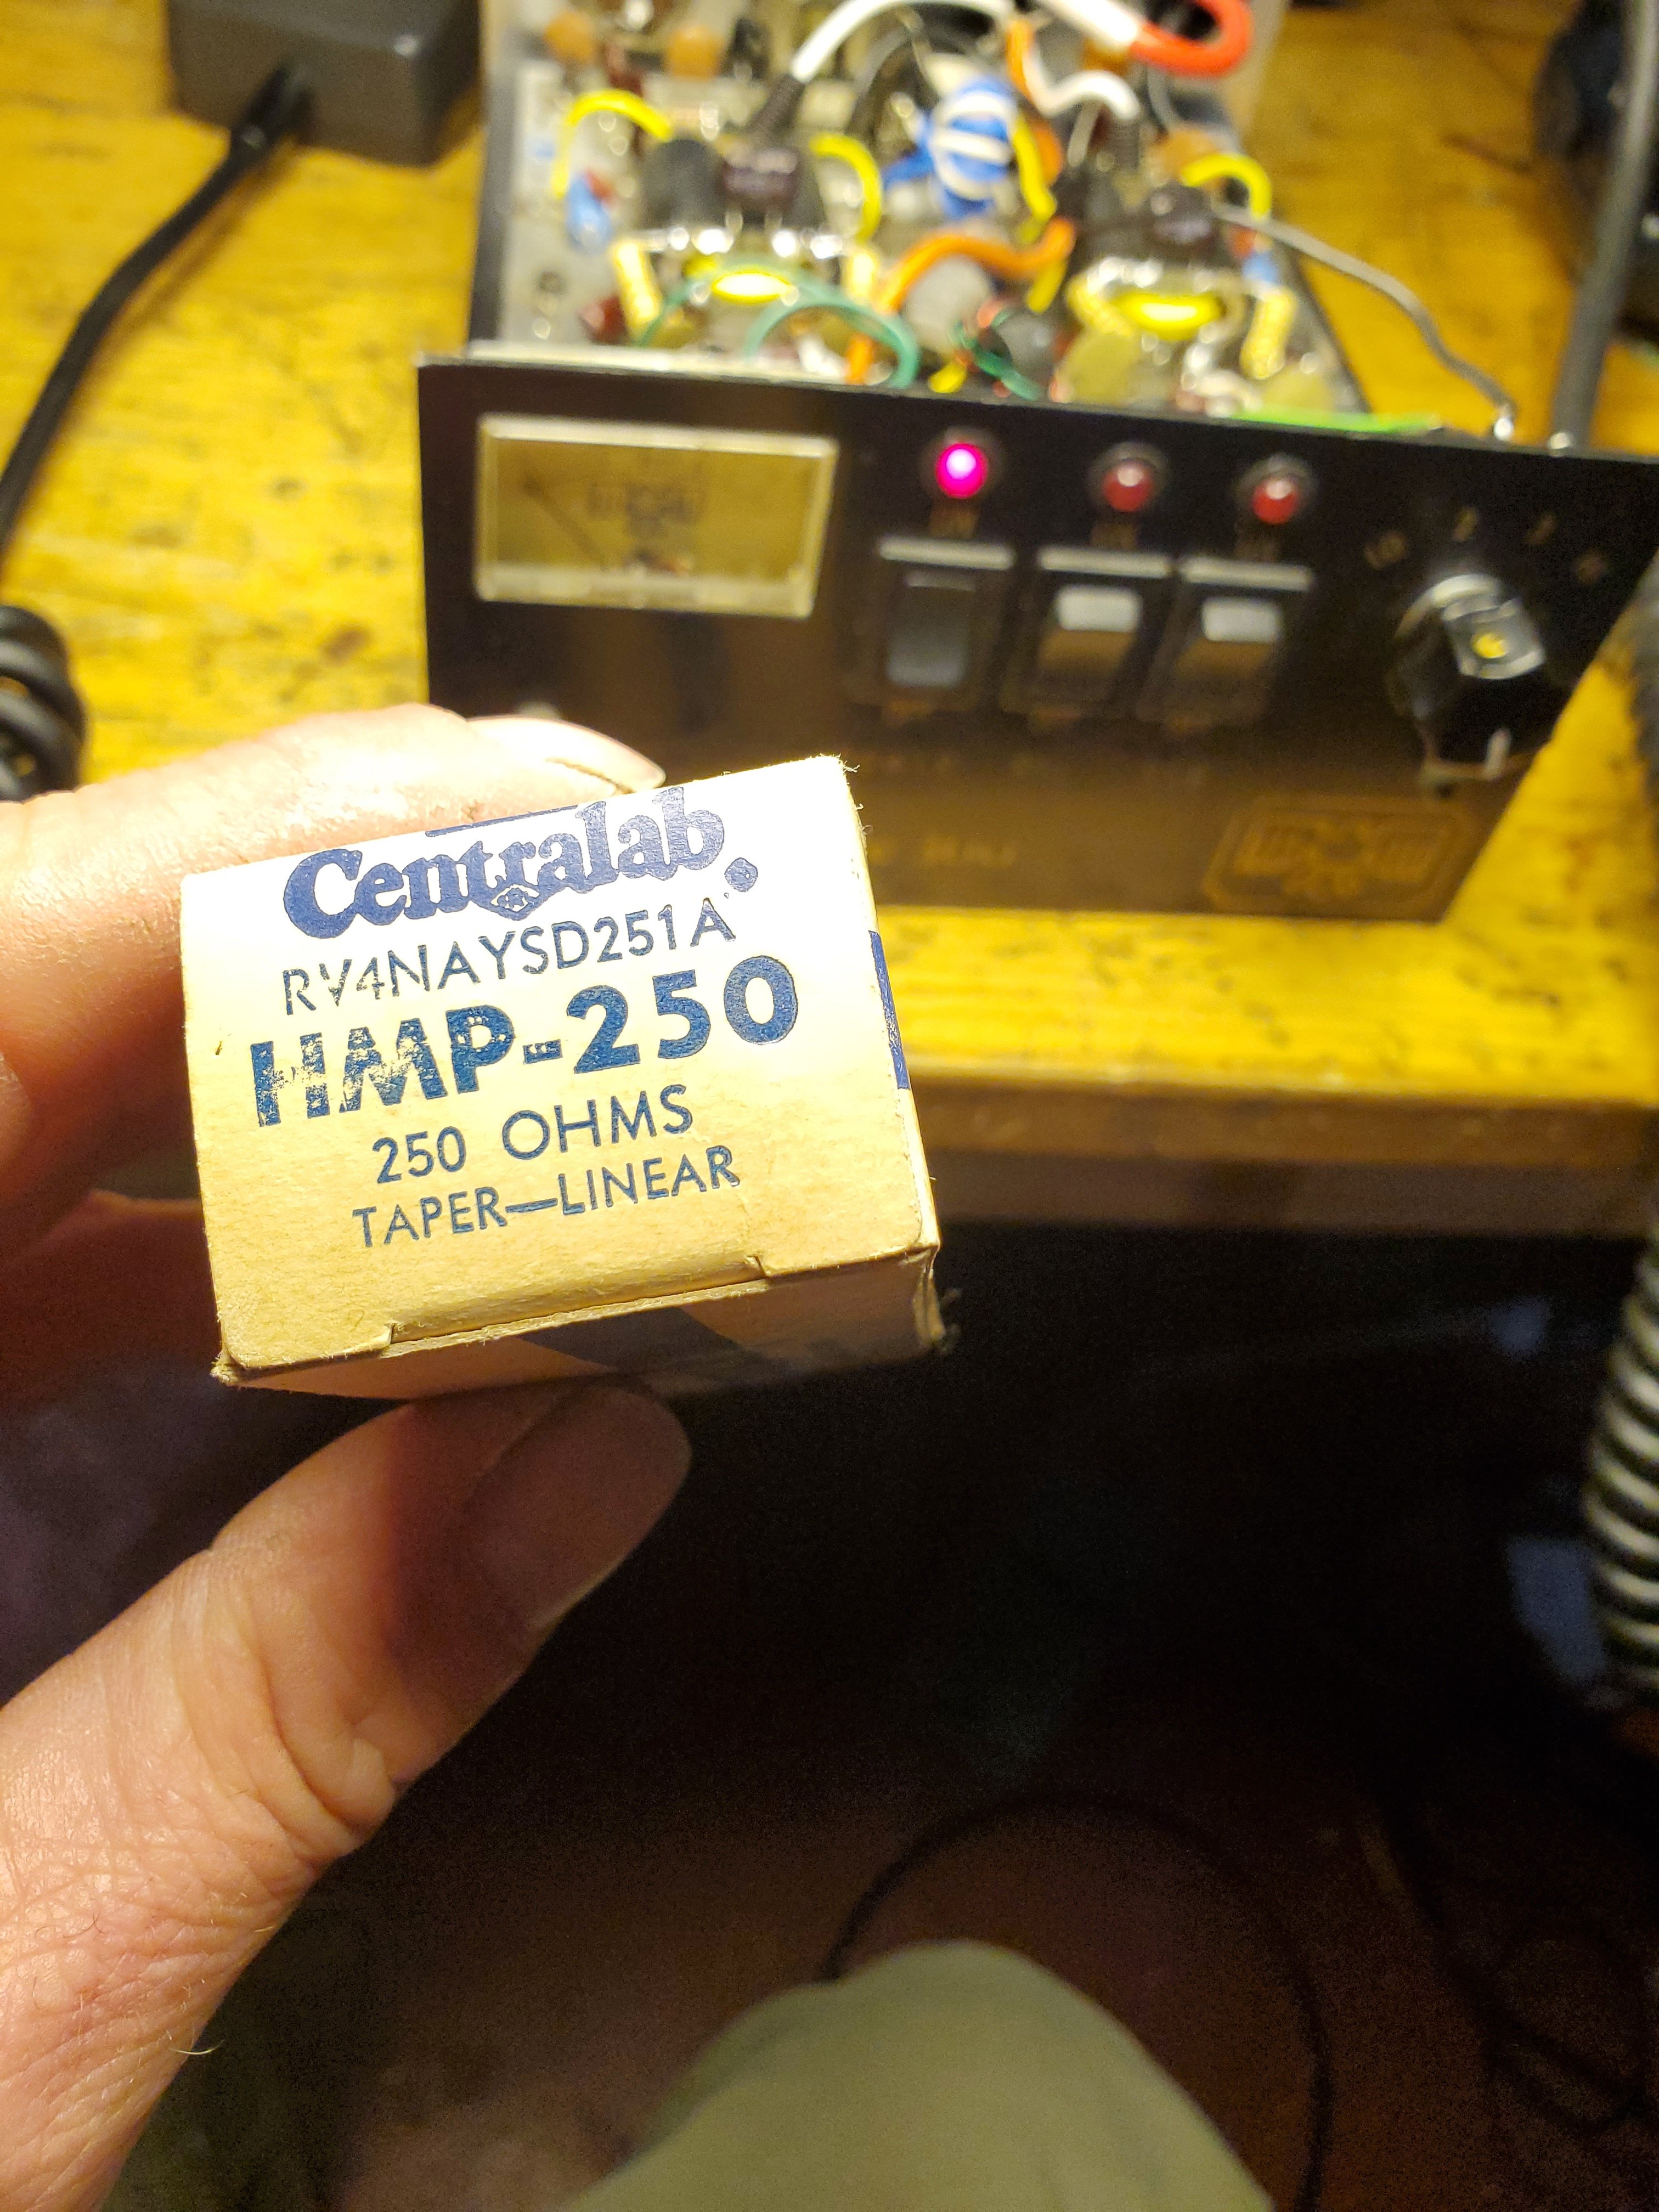 Centralab
RV4NAYSD251A
HMP-250
250 OHMS
TAPER—LINEAR